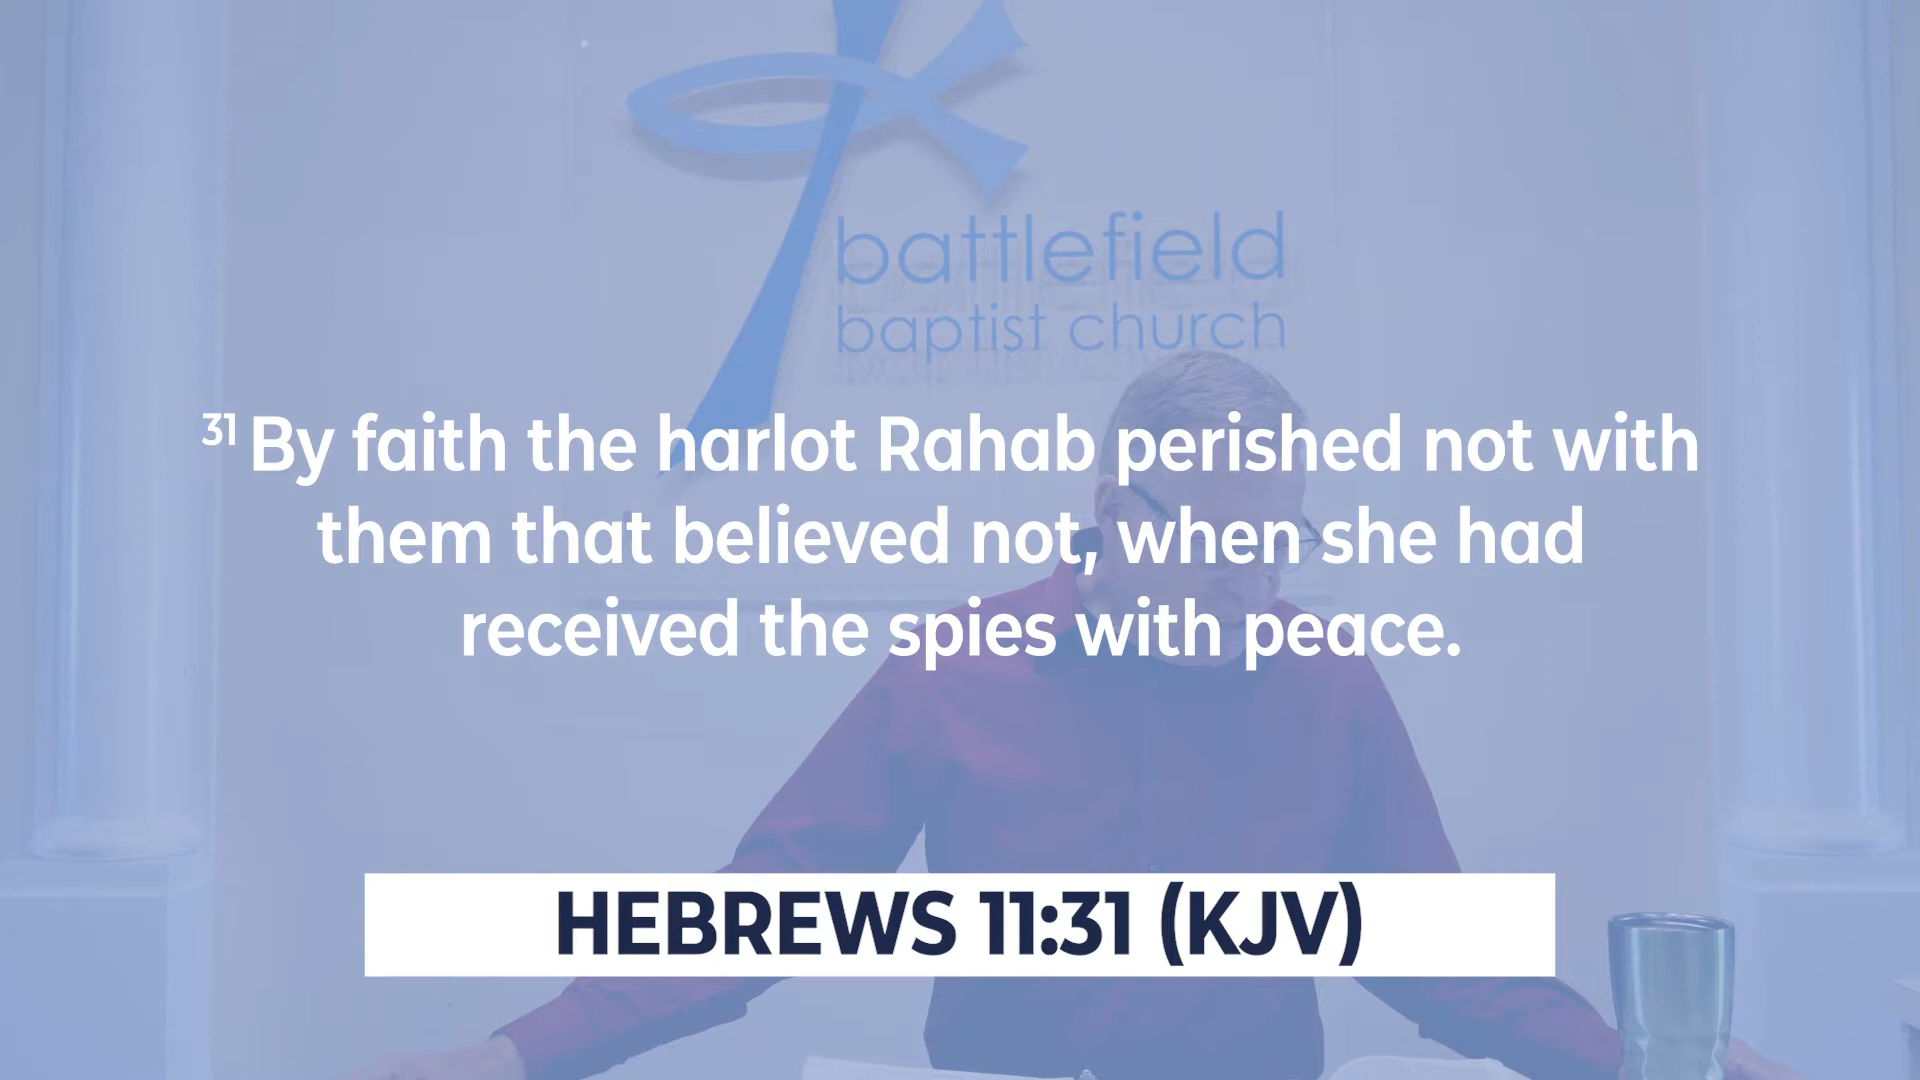 battlefield
baptist church
31 By faith the harlot Rahab perished not with
them that believed not, when she had
received the spies with peace.
HEBREWS 11:31 (KJV)